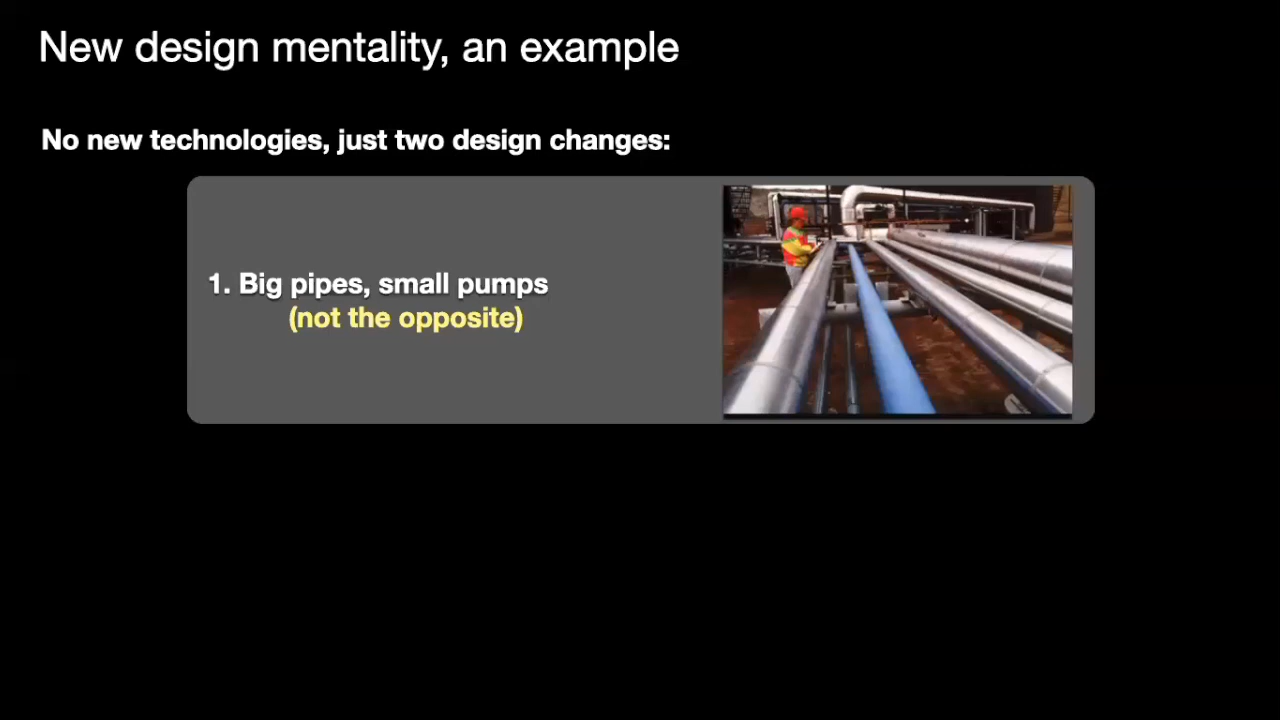 New design mentality, an example
No new technologies, just two design changes:
1. Big pipes, small pumps
(not the opposite)